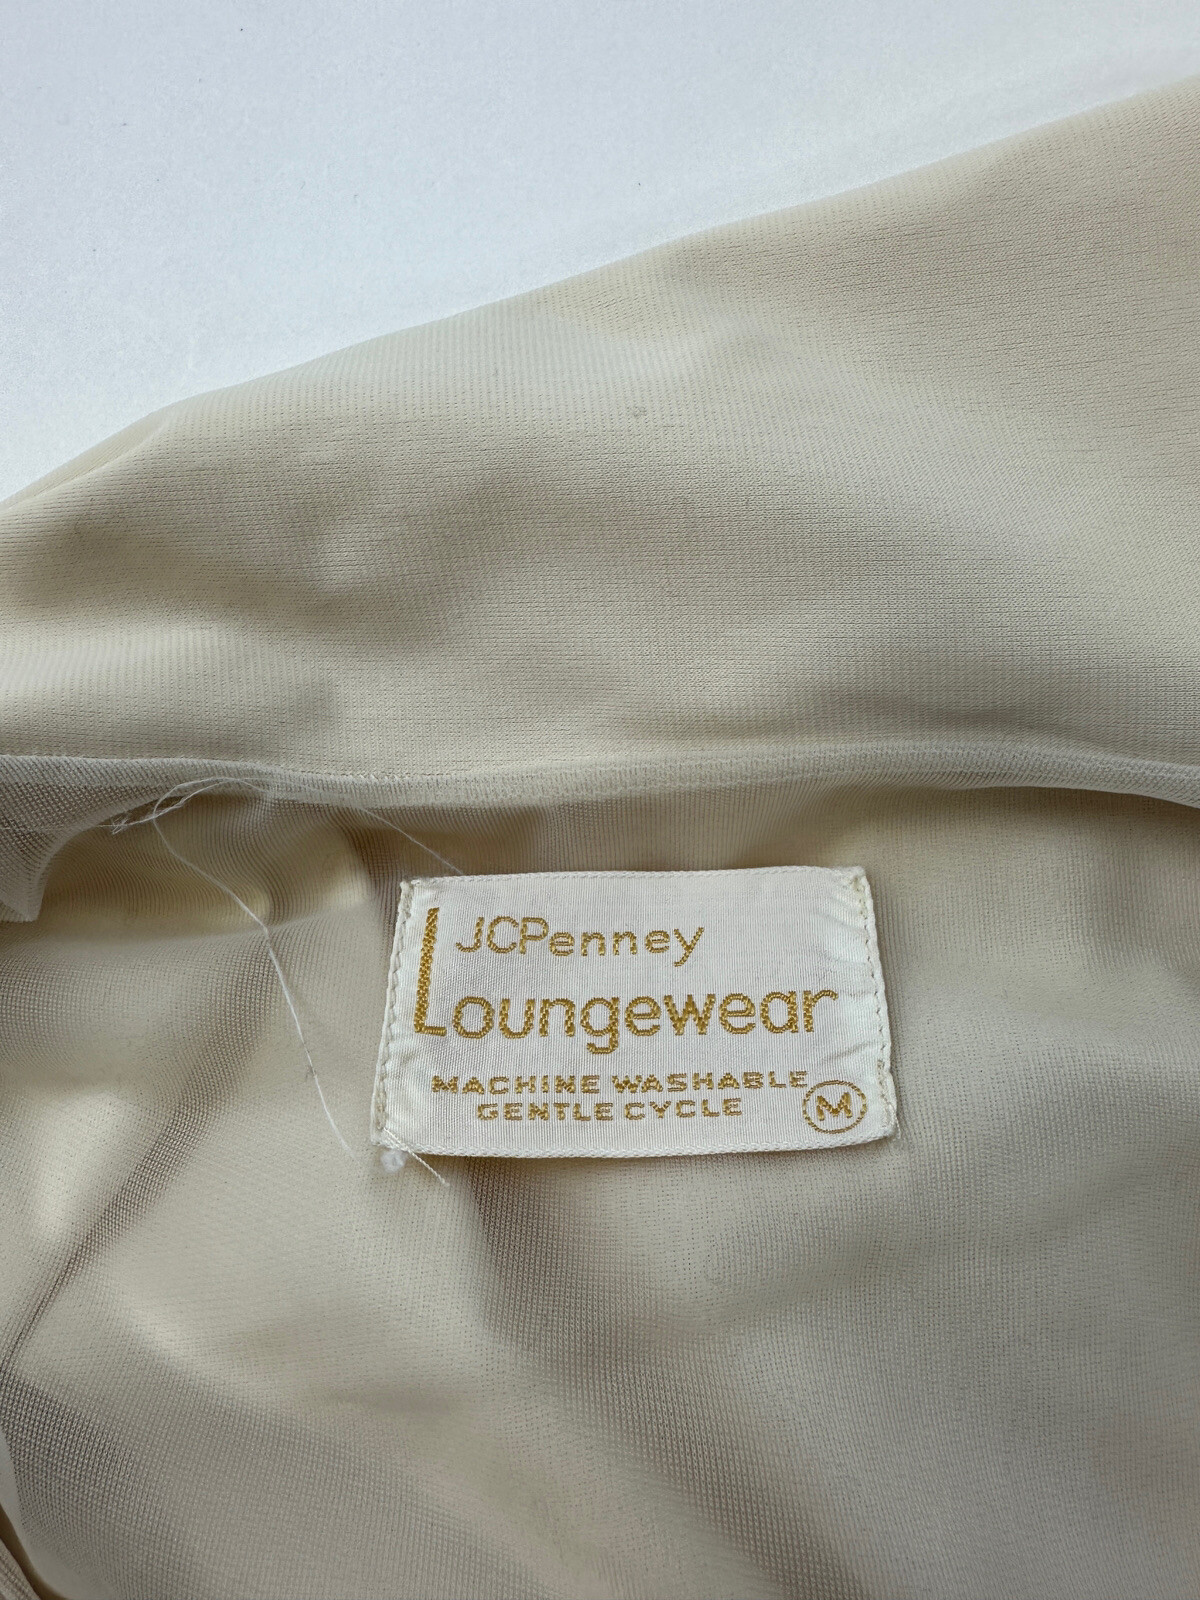 JCPenney
Loungewear
MACHINE WASHABLE
GENTLE CYCLE
M